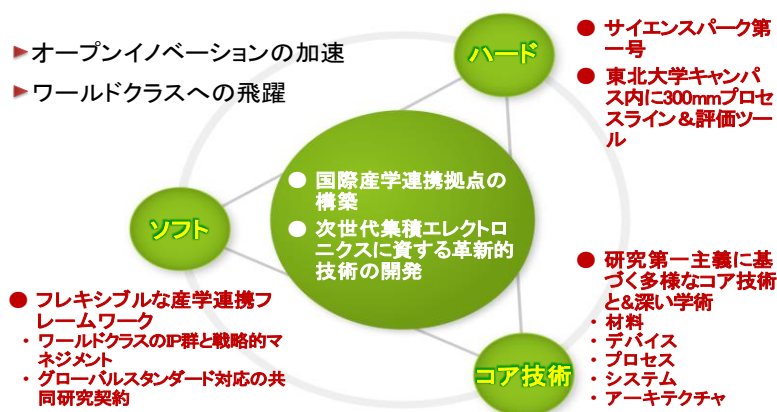 ▶オープンイノベーションの加速
▶ワールドクラスへの飛躍
ハード
● サイエンスパーク第
一号
● 東北大学キャンパ
ス内に300mmプロセ
スライン＆評価ツー
ル
● 国際産学連携拠点の
構築
● 次世代集積エレクトロ
ニクスに資する革新的
技術の開発
ソフト
● フレキシブルな産学連携フ
レームワーク
・ ワールドクラスのIP群と戦略的マ
ネジメント
・ グローバルスタンダード対応の共
同研究契約
コア技術
● 研究第一主義に基
づく多様なコア技術
と&深い学術
・ 材料
・ デバイス
・ プロセス
・ システム
・ アーキテクチャ